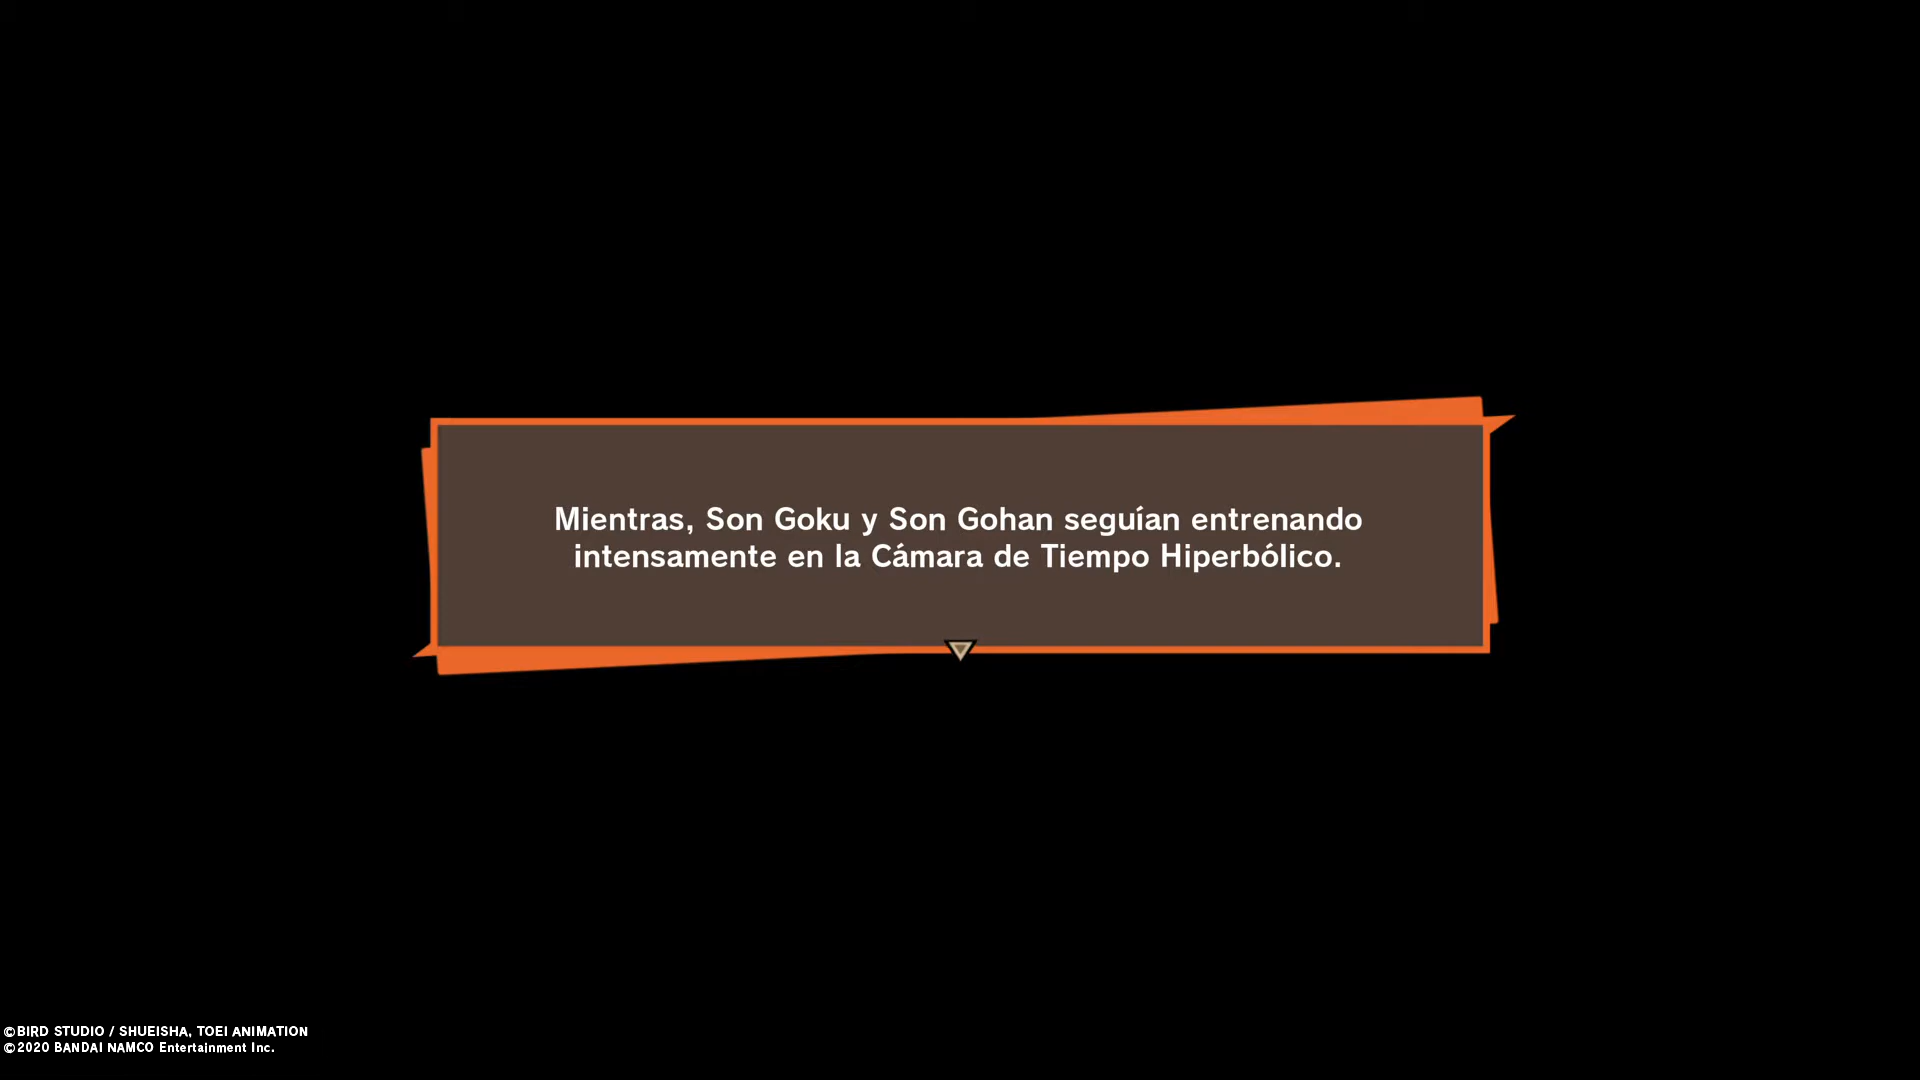 Mientras, Son Goku y Son Gohan seguían entrenando
intensamente en la Cámara de Tiempo Hiperbólico.
©BIRD STUDIO / SHUEISHA, TOEI ANIMATION
©2020 BANDAI NAMCO Entertainment Inc.